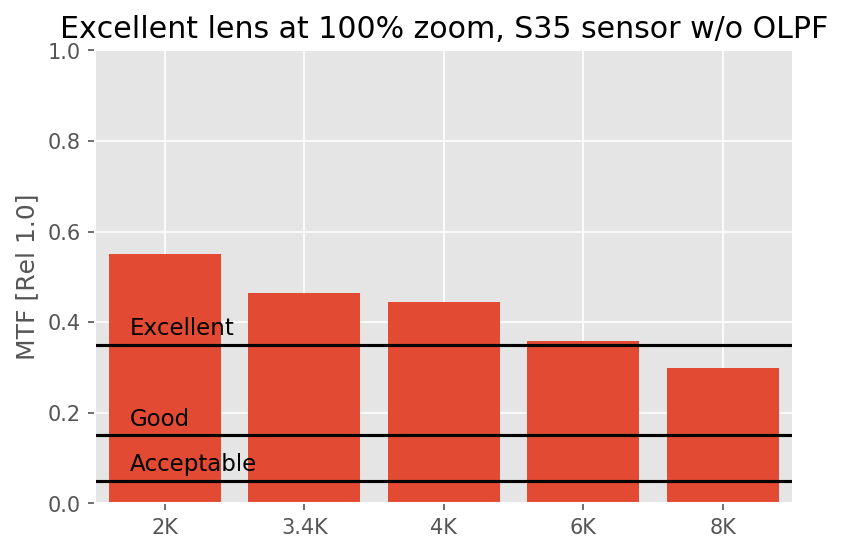 Excellent lens at 100% zoom, S35 sensor w/o OLPF
1.0
0.8
0.6
0.4
0.2
0.0
MTF [Rel 1.0]
Excellent
Good
Acceptable
2K 3.4K 4K 6K 8K